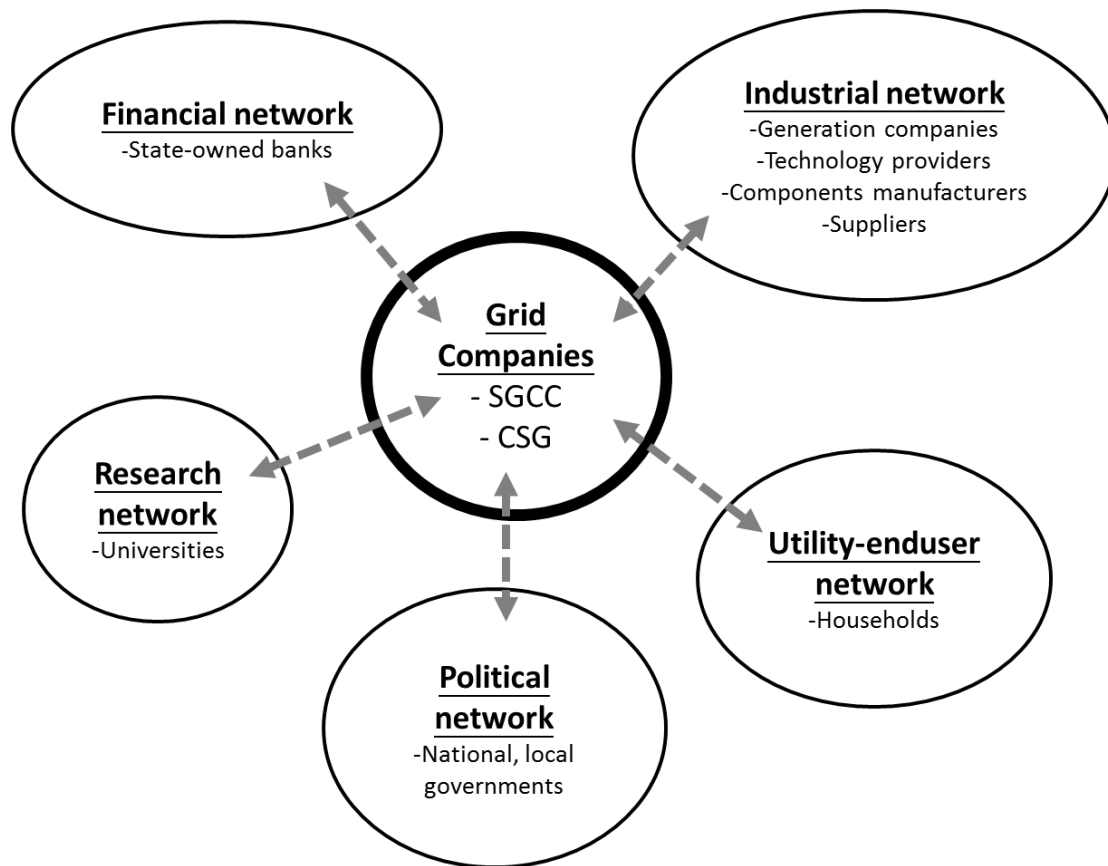 Financial network
-State-owned banks
Industrial network
-Generation companies
-Technology providers
-Components manufacturers
-Suppliers
Grid
Companies
- SGCC
- CSG
Research
network
-Universities
Utility-enduser
network
-Households
Political
network
-National, local
governments